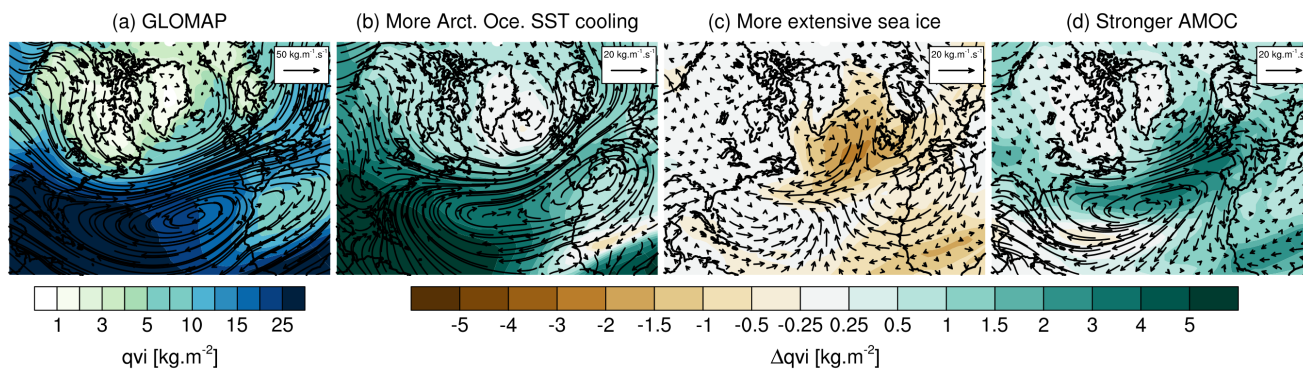 (a) GLOMAP
(b) More Arct. Oce. SST cooling
(c) More extensive sea ice
(d) Stronger AMOC
50 kg.m⁻¹.s⁻¹
20 kg.m⁻¹.s⁻¹
20 kg.m⁻¹.s⁻¹
20 kg.m⁻¹.s⁻¹
1 3 5 10 15 25
qvi [kg.m⁻²]
-5 -4 -3 -2 -1.5 -1 -0.5 -0.25 0.25 0.5 1 1.5 2 3 4 5
Δqvi [kg.m⁻²]